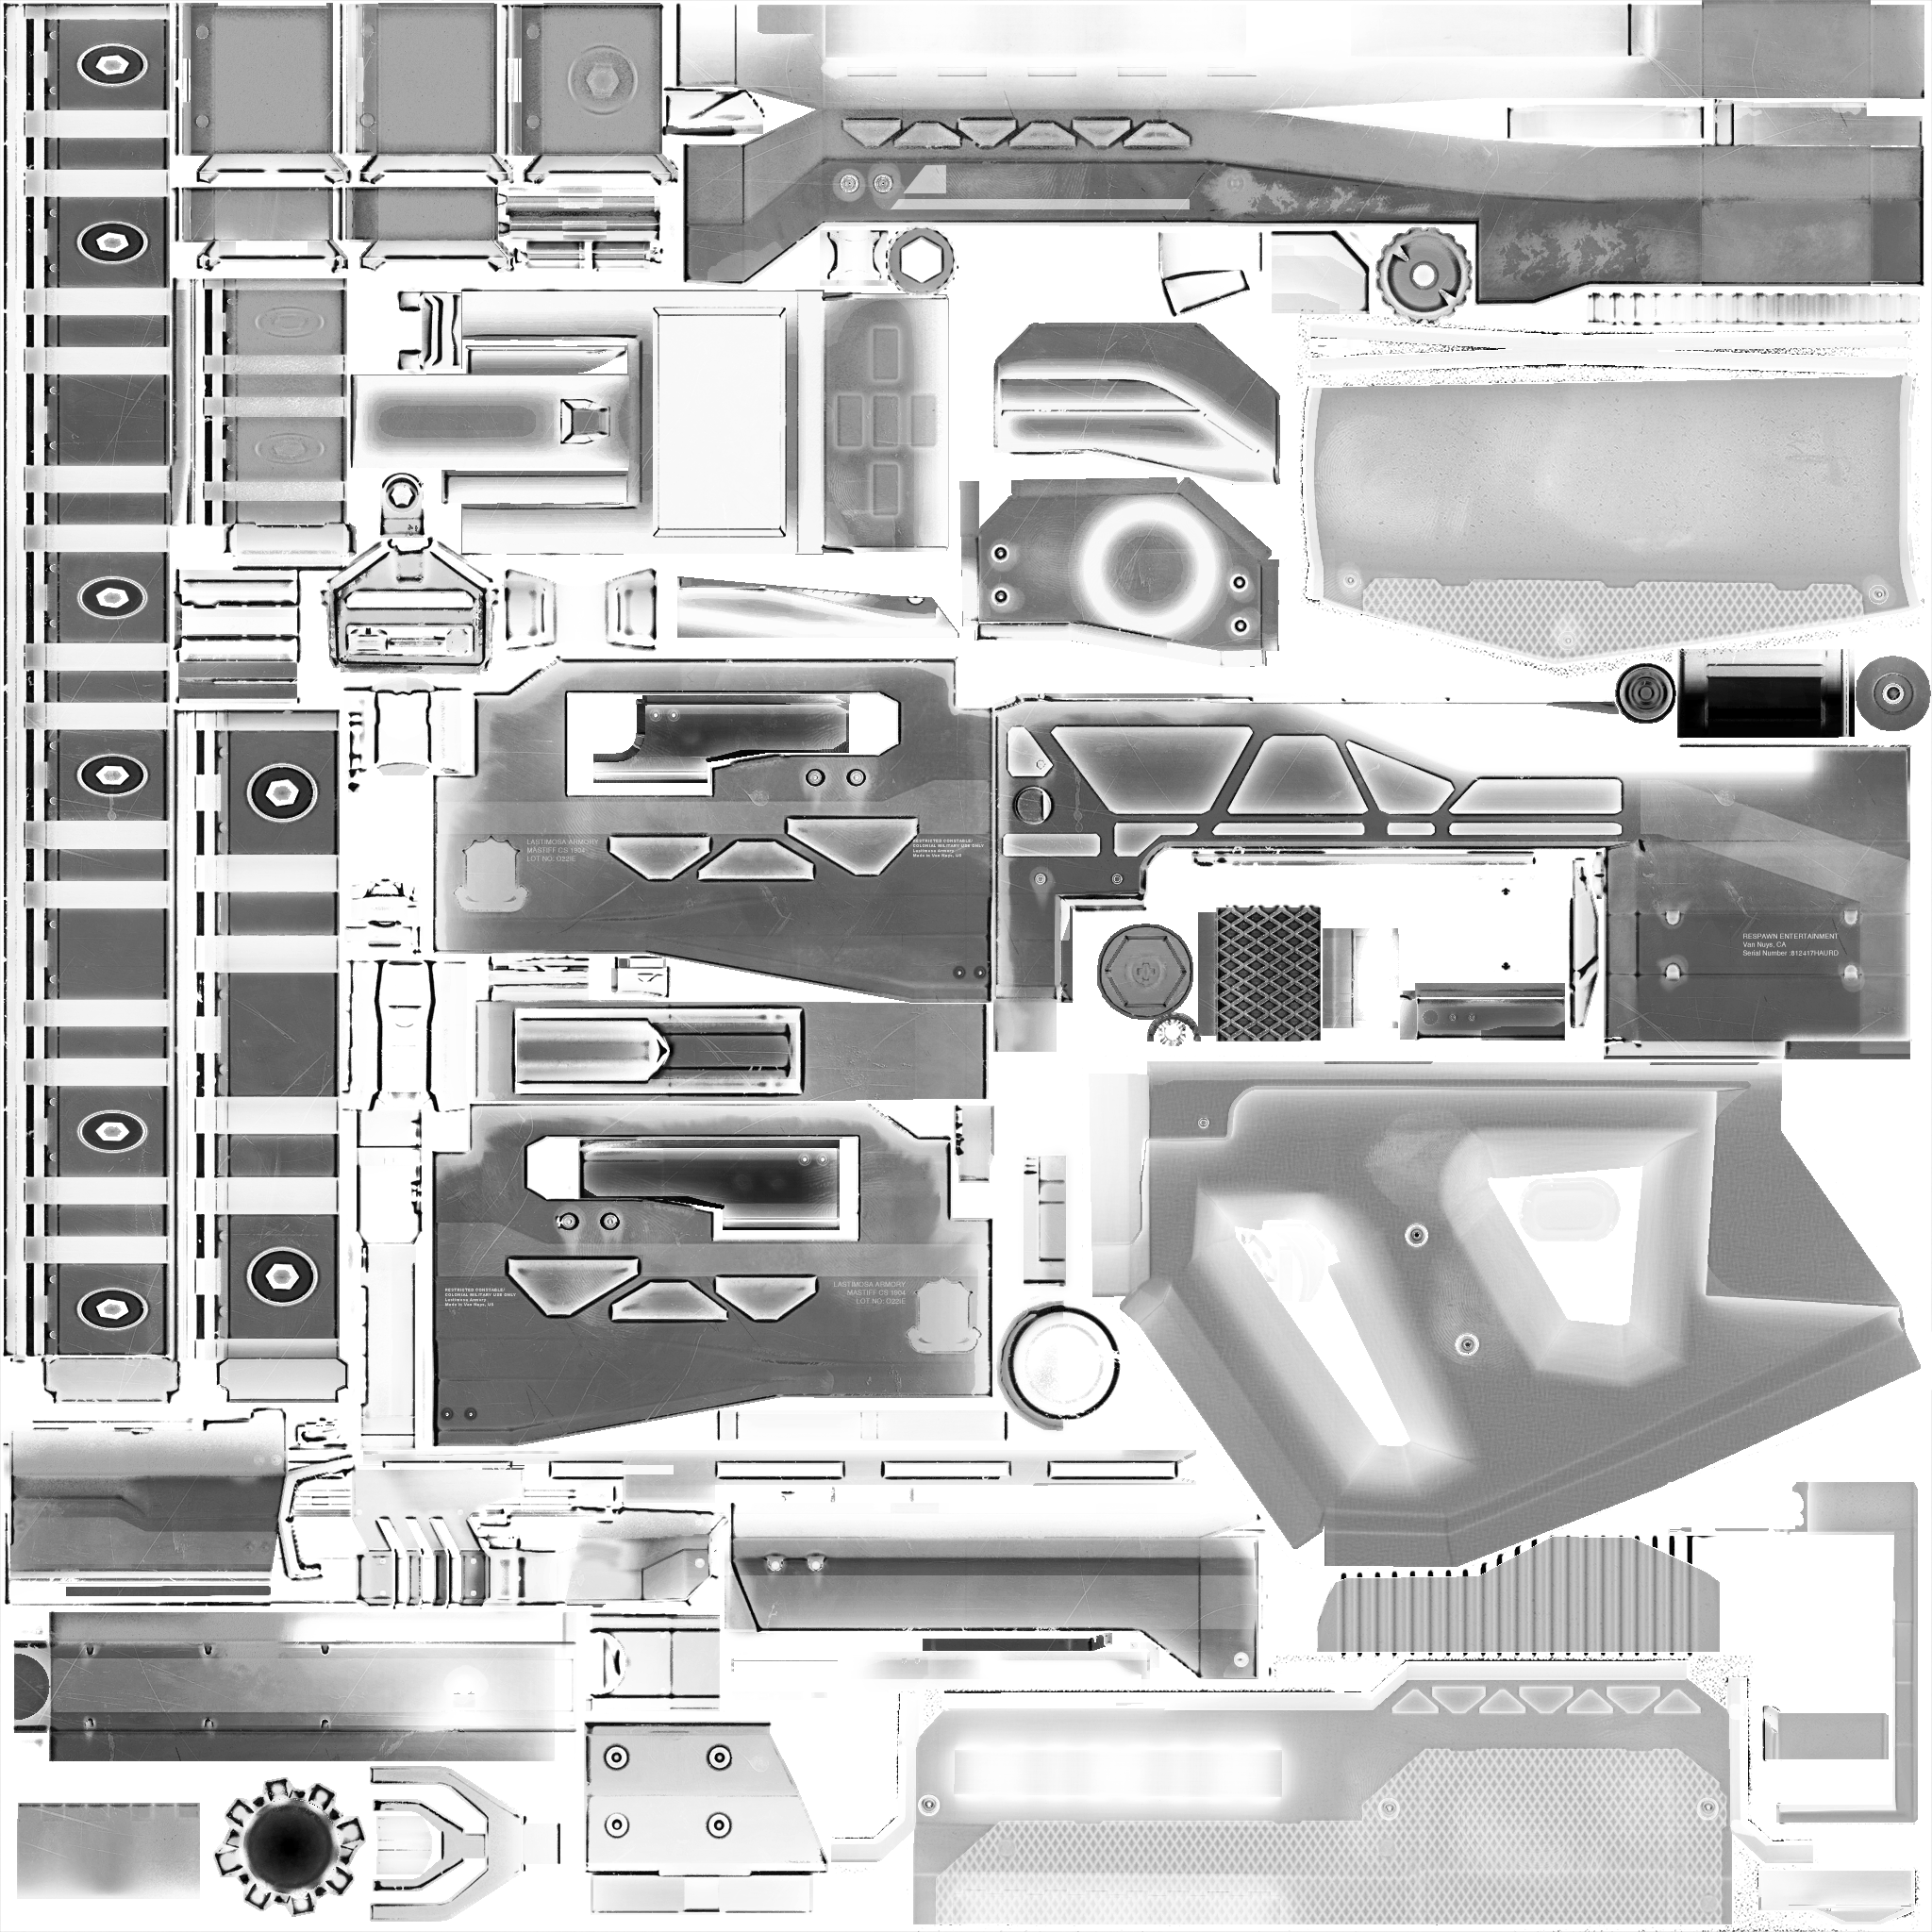 LASTIMOSA ARMORY
MASTIFF CS 1904
LOT NO: O22IE
RESTRICTED CONSTABLE/
COLONIAL MILITARY USE ONLY
Lastimosa Armory
Made in Van Nuys, US
RESPAWN ENTERTAINMENT
Van Nuys, CA
Serial Number :812417HAURD
RESTRICTED CONSTABLE/
COLONIAL MILITARY USE ONLY
Lastimosa Armory
Made in Van Nuys, US
LASTIMOSA ARMORY
MASTIFF CS 1904
LOT NO: O22IE